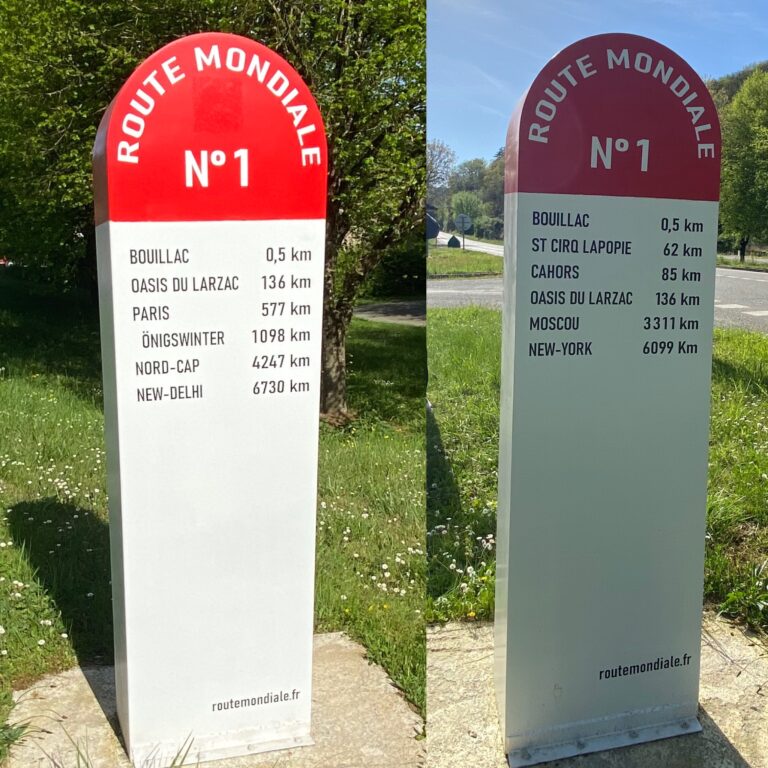 ROUTE MONDIALE
N° 1
BOUILLAC 0,5 km
OASIS DU LARZAC 136 km
PARIS 577 km
ÖNIGSWINTER 1098 km
NORD-CAP 4247 km
NEW-DELHI 6730 km
routemondiale.fr
ROUTE MONDIALE
N° 1
BOUILLAC 0,5 km
ST CIRQ LAPOPIE 62 km
CAHORS 85 km
OASIS DU LARZAC 136 km
MOSCOU 3311 km
NEW-YORK 6099 Km
routemondiale.fr